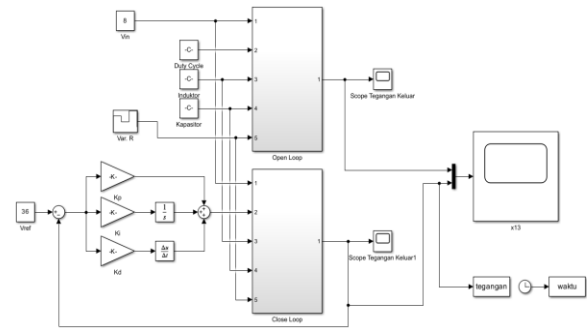 8
Vin
-C-
Duty Cycle
-C-
Induktor
-C-
Kapasitor
Var. R
1
2
3
4
5
1
Open Loop
Scope Tegangan Keluar
36
Vref
-K-
Kp
-K-
Ki
-K-
Kd
1
s
Δu
Δt
1
2
3
4
5
1
Close Loop
Scope Tegangan Keluar1
x13
tegangan
waktu